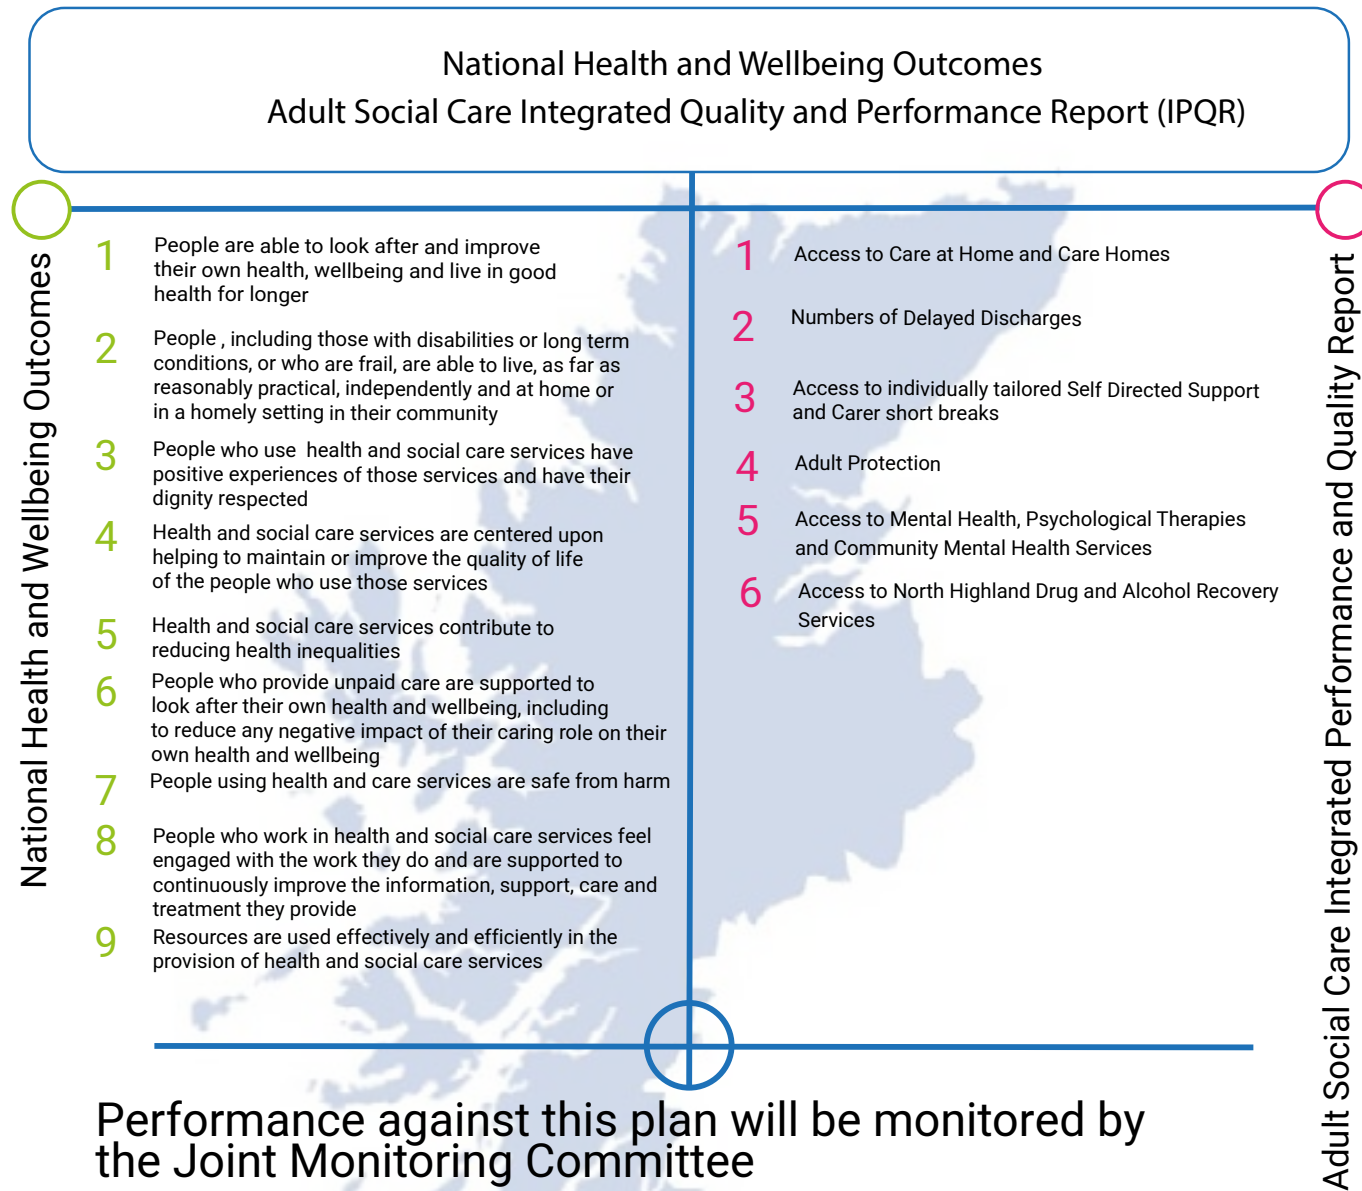 National Health and Wellbeing Outcomes
Adult Social Care Integrated Quality and Performance Report (IPQR)
National Health and Wellbeing Outcomes
1
People are able to look after and improve
their own health, wellbeing and live in good
health for longer
2
People , including those with disabilities or long term
conditions, or who are frail, are able to live, as far as
reasonably practical, independently and at home or
in a homely setting in their community
3
People who use  health and social care services have
positive experiences of those services and have their
dignity respected
4
Health and social care services are centered upon
helping to maintain or improve the quality of life
of the people who use those services
5
Health and social care services contribute to
reducing health inequalities
6
People who provide unpaid care are supported to
look after their own health and wellbeing, including
to reduce any negative impact of their caring role on their
own health and wellbeing
7
People using health and care services are safe from harm
8
People who work in health and social care services feel
engaged with the work they do and are supported to
continuously improve the information, support, care and
treatment they provide
9
Resources are used effectively and efficiently in the
provision of health and social care services
1
Access to Care at Home and Care Homes
2
Numbers of Delayed Discharges
3
Access to individually tailored Self Directed Support
and Carer short breaks
4
Adult Protection
5
Access to Mental Health, Psychological Therapies
and Community Mental Health Services
6
Access to North Highland Drug and Alcohol Recovery
Services
Adult Social Care Integrated Performance and Quality Report
Performance against this plan will be monitored by
the Joint Monitoring Committee